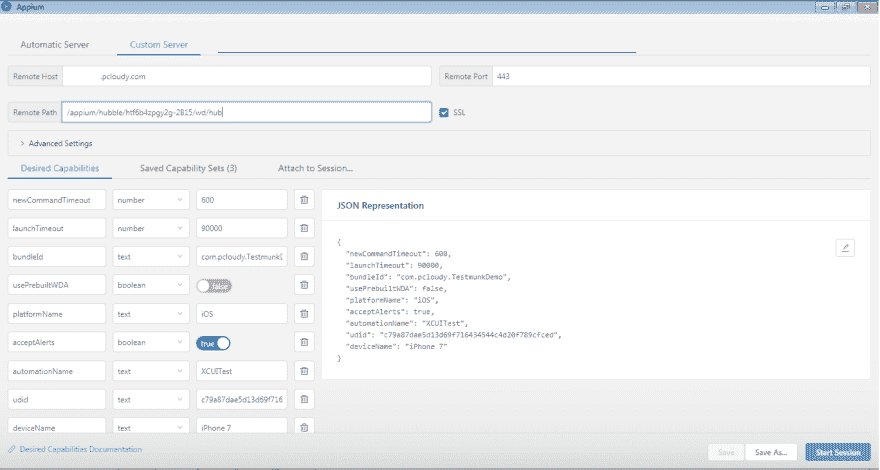 Appium
Automatic Server Custom Server
Remote Host .pcloudy.com Remote Port 443
Remote Path /appium/hubble/htf6b4zpgy2g-2815/wd/hub SSL
> Advanced Settings
Desired Capabilities Saved Capability Sets (3) Attach to Session...
newCommandTimeout number 600
launchTimeout number 90000
bundleId text com.pcloudy.TestmunkD
usePrebuiltWDA boolean false
platformName text iOS
acceptAlerts boolean true
automationName text XCUITest
udid text c79a87dae5d13d69f716
deviceName text iPhone 7
JSON Representation
{
"newCommandTimeout": 600,
"launchTimeout": 90000,
"bundleId": "com.pcloudy.TestmunkDemo",
"usePrebuiltWDA": false,
"platformName": "iOS",
"acceptAlerts": true,
"automationName": "XCUITest",
"udid": "c79a87dae5d13d69f716434544c4d20f789cfced",
"deviceName": "iPhone 7"
}
Desired Capabilities Documentation
Save Save As... Start Session